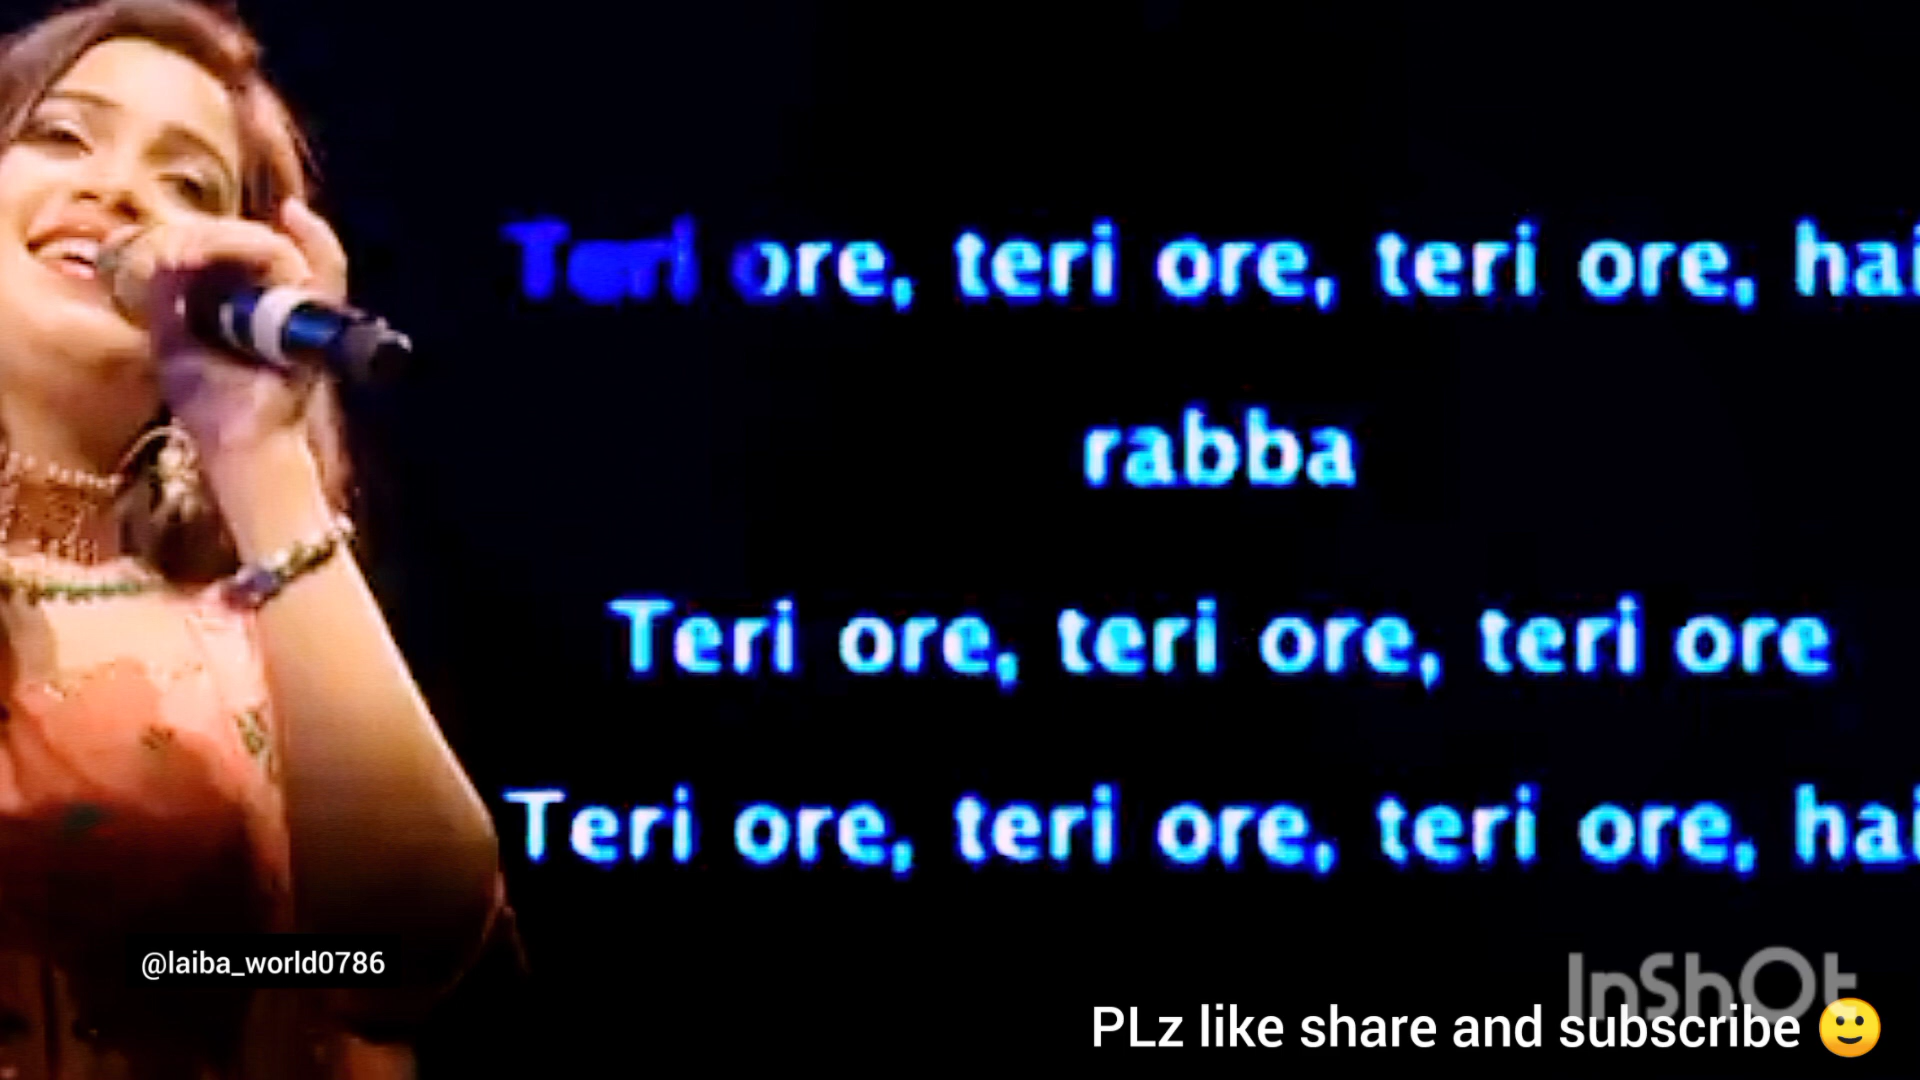 Teri ore, teri ore, teri ore, hai
rabba
Teri ore, teri ore, teri ore
Teri ore, teri ore, teri ore, hai
@laiba_world0786
InShOt
PLz like share and subscribe 🙂